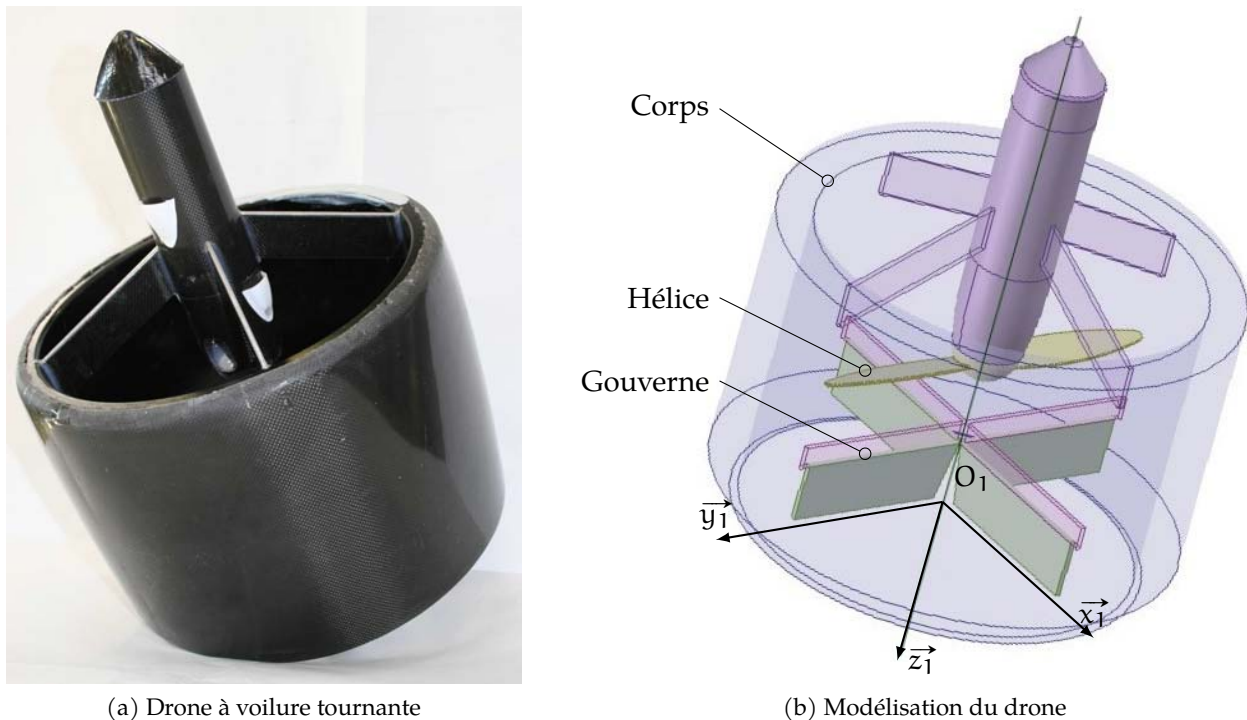 Corps
Hélice
Gouverne
O₁
y₁
x₁
z₁
(a) Drone à voilure tournante
(b) Modélisation du drone